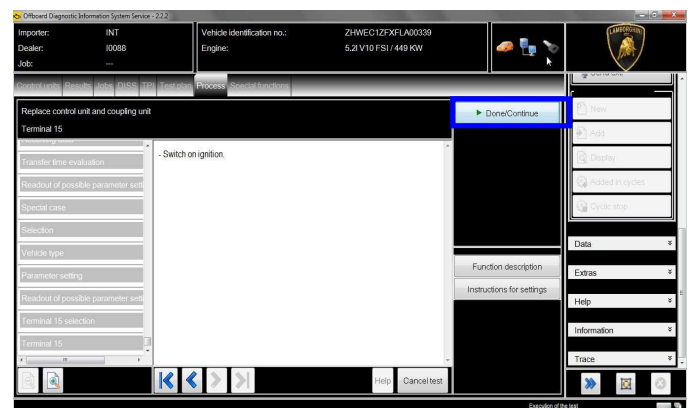 Offboard Diagnostic Information System Service - 2.2.2
Importer: INT
Dealer: I0088
Job: ---
Vehicle identification no.: ZHWEC1ZFXFLA00339
Engine: 5.2l V10 FSI / 449 KW
LAMBORGHINI
Control units Results Jobs DISS TPI Test plan Process Special functions
Replace control unit and coupling unit
Terminal 15
Transfer time evaluation
Readout of possible parameter setti
Special case
Selection
Vehicle type
Parameter setting
Readout of possible parameter setti
Terminal 15 selection
Terminal 15
- Switch on ignition.
Help
Cancel test
Done/Continue
Function description
Instructions for settings
New
Add
Display
Added in cycles
Cyclic stop
Data
Extras
Help
Information
Trace
Execution of the test